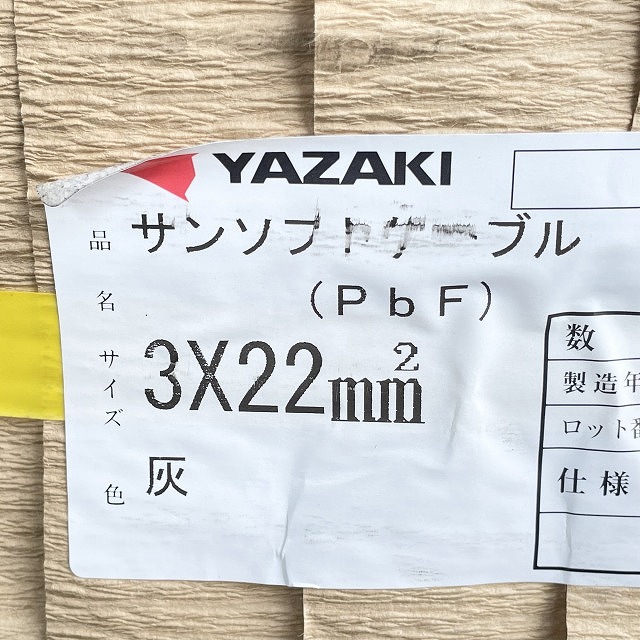 YAZAKI
品名 サンソフトケーブル
(PbF)
サイズ 3X22mm²
色 灰
数
製造年
ロット番
仕様